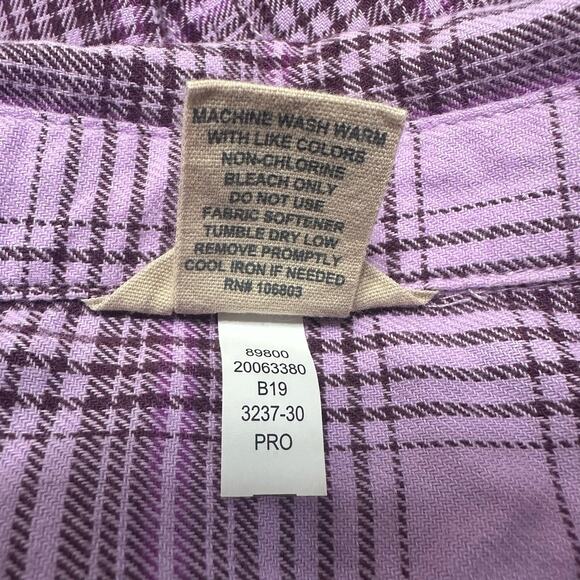 MACHINE WASH WARM
WITH LIKE COLORS
NON-CHLORINE
BLEACH ONLY
DO NOT USE
FABRIC SOFTENER
TUMBLE DRY LOW
REMOVE PROMPTLY
COOL IRON IF NEEDED
RN# 106803
89800
20063380
B19
3237-30
PRO